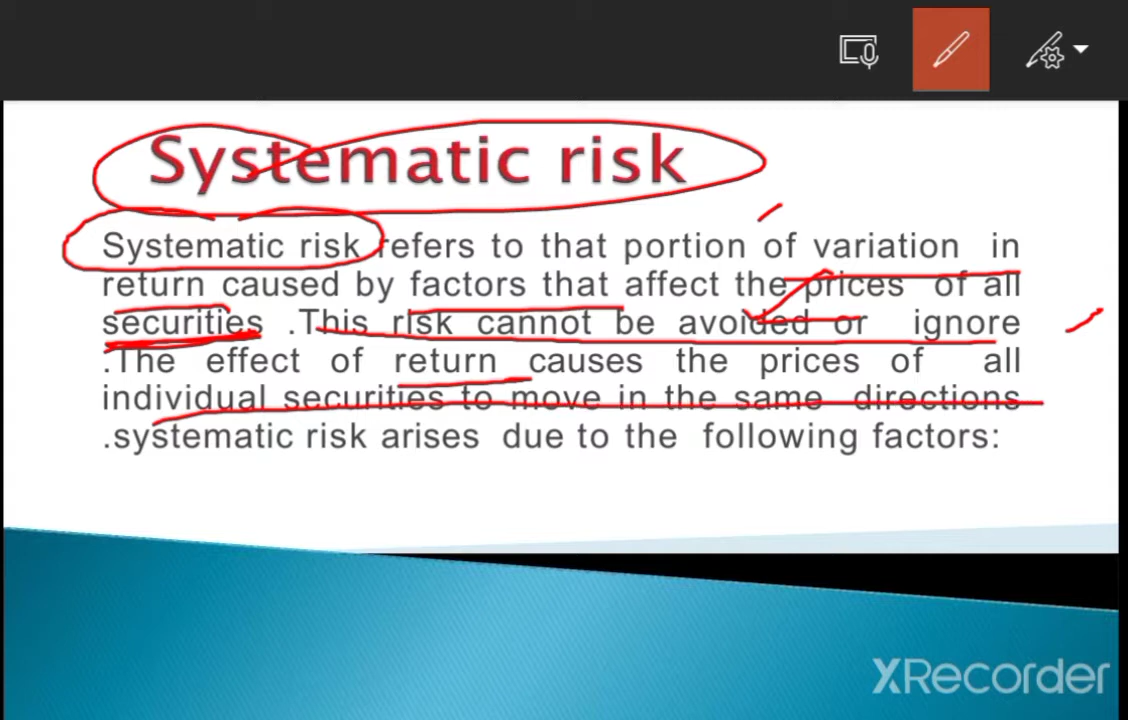 Systematic risk
Systematic risk refers to that portion of variation in
return caused by factors that affect the prices of all
securities .This risk cannot be avoided or ignore
.The effect of return causes the prices of all
individual securities to move in the same directions
.systematic risk arises due to the following factors:
XRecorder